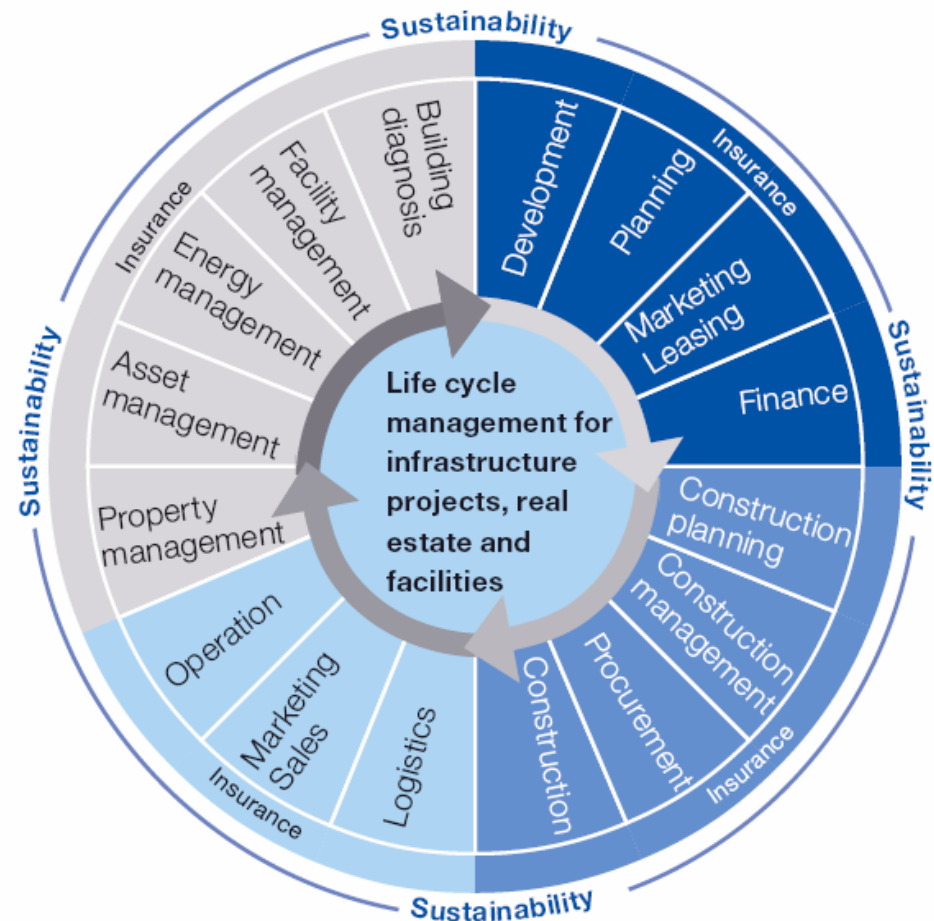 Sustainability
Development
Planning
Insurance
Marketing
Leasing
Finance
Sustainability
Construction
planning
Construction
management
Insurance
Procurement
Construction
Sustainability
Logistics
Marketing
Sales
Insurance
Operation
Property
management
Sustainability
Asset
management
Energy
management
Insurance
Facility
management
Building
diagnosis
Life cycle
management for
infrastructure
projects, real
estate and
facilities